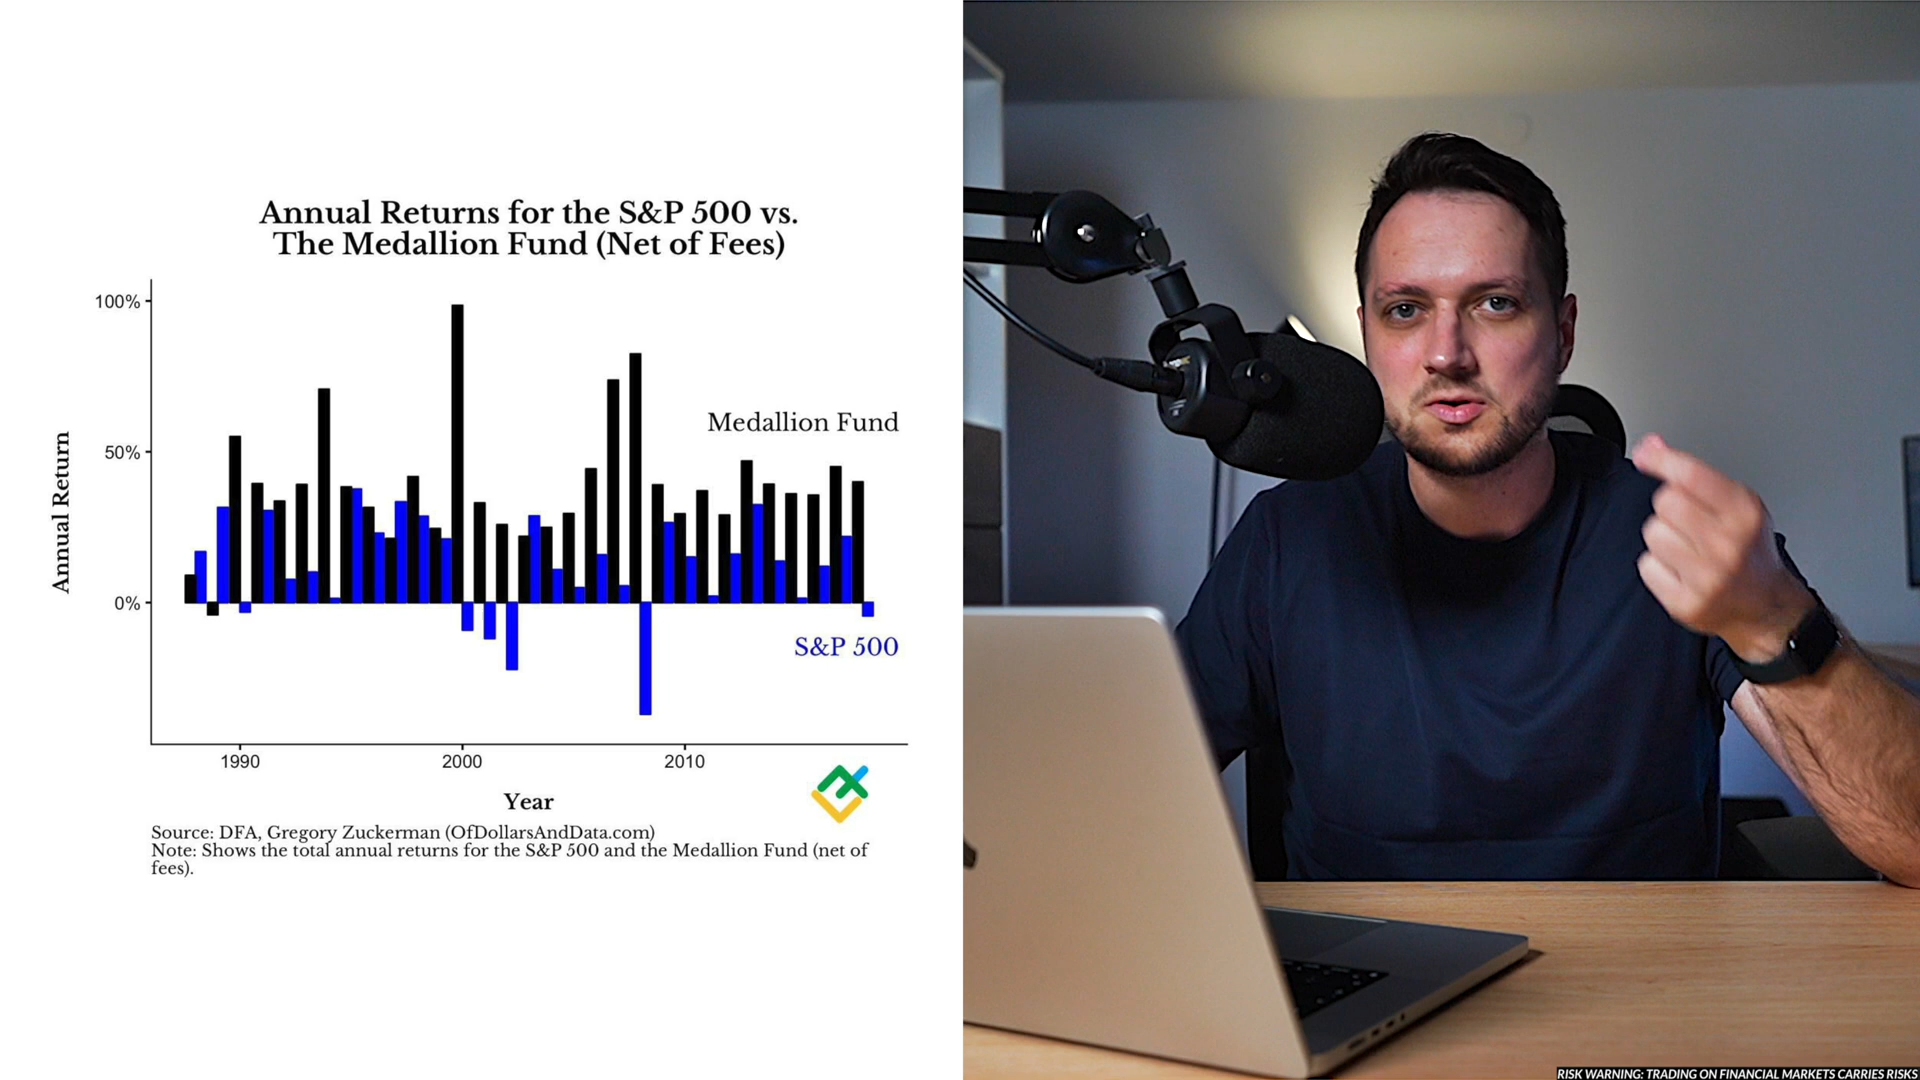 Annual Returns for the S&P 500 vs.
The Medallion Fund (Net of Fees)
100%
50%
0%
Annual Return
Medallion Fund
S&P 500
1990
2000
2010
Year
Source: DFA, Gregory Zuckerman (OfDollarsAndData.com)
Note: Shows the total annual returns for the S&P 500 and the Medallion Fund (net of
fees).
RISK WARNING: TRADING ON FINANCIAL MARKETS CARRIES RISKS